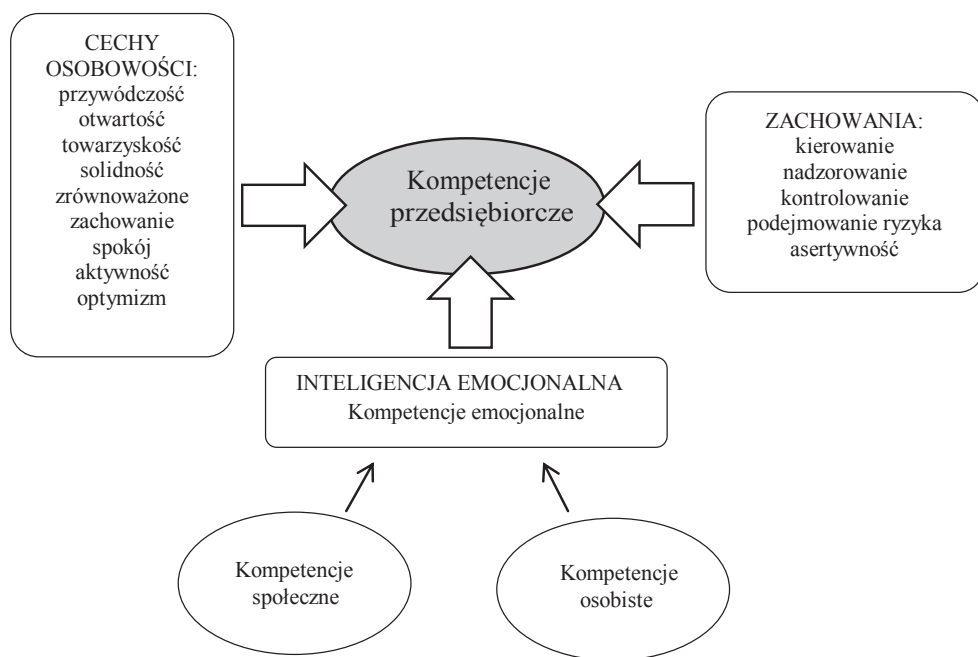 CECHY
OSOBOWOŚCI:
przywódczość
otwartość
towarzyskość
solidność
zrównoważone
zachowanie
spokój
aktywność
optymizm
Kompetencje
przedsiębiorcze
ZACHOWANIA:
kierowanie
nadzorowanie
kontrolowanie
podejmowanie ryzyka
asertywność
INTELIGENCJA EMOCJONALNA
Kompetencje emocjonalne
Kompetencje
społeczne
Kompetencje
osobiste